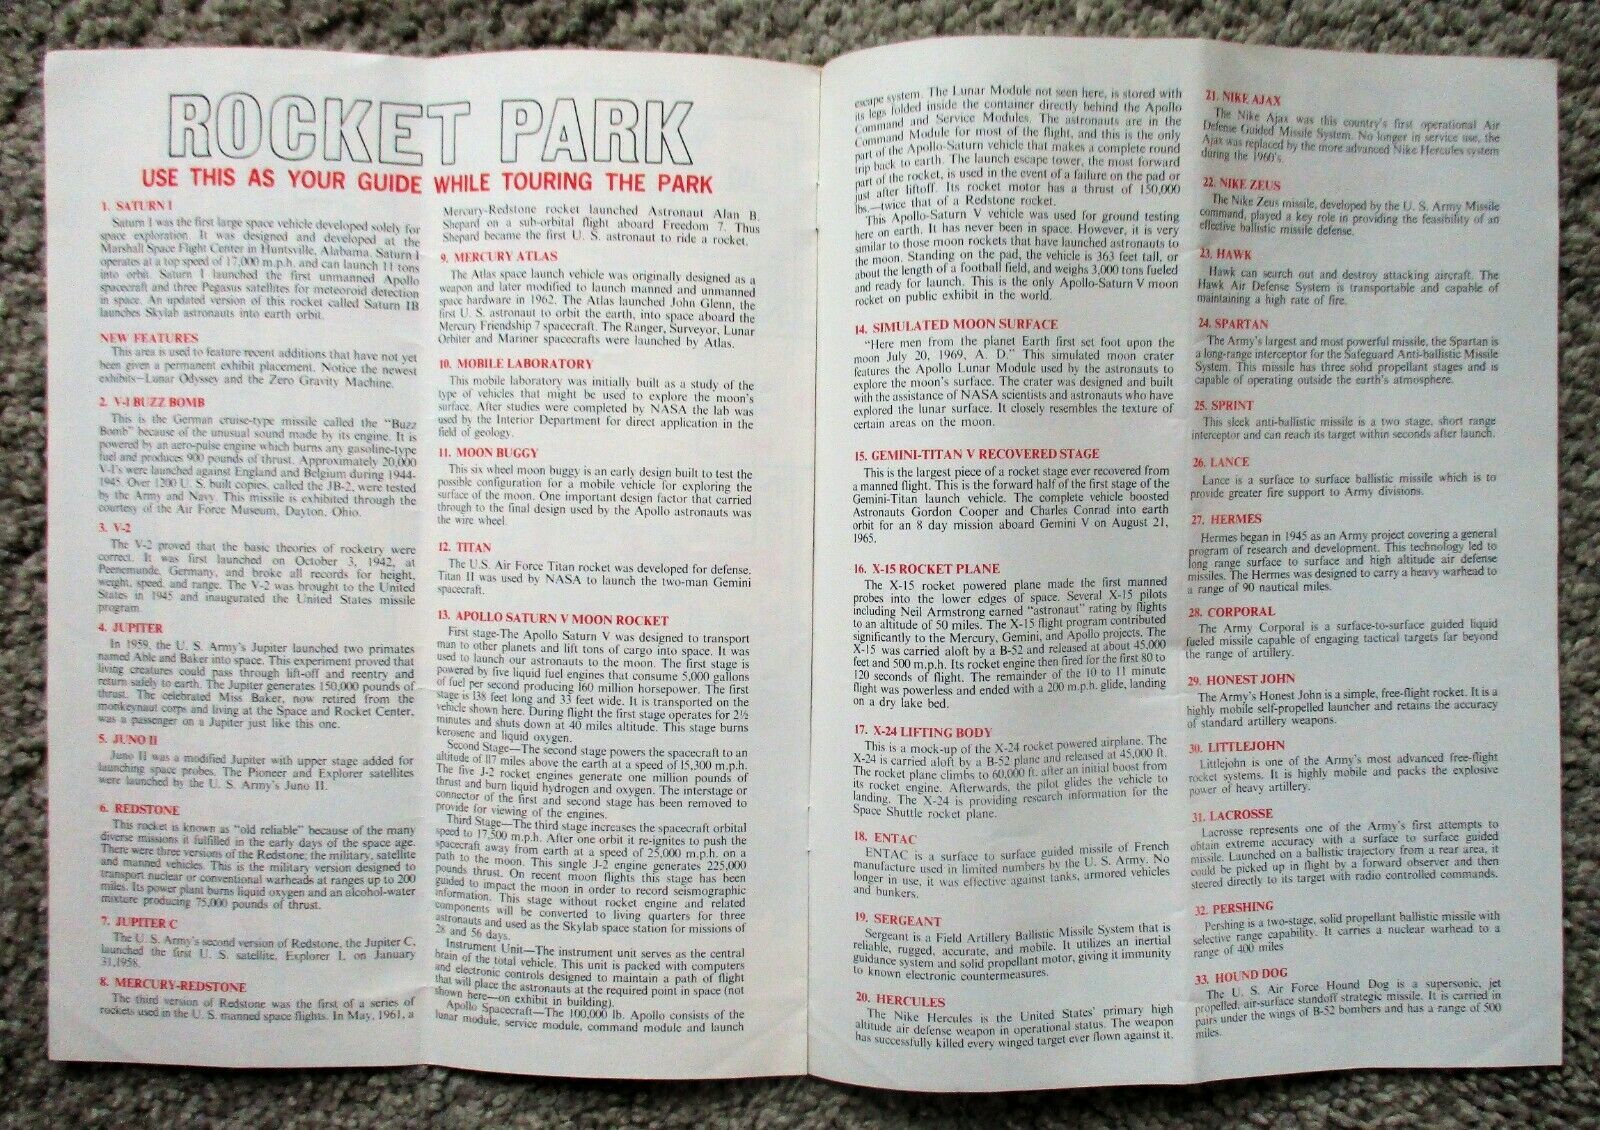 ROCKET PARK
USE THIS AS YOUR GUIDE WHILE TOURING THE PARK
1. SATURN I
Saturn I was the first large space vehicle developed solely for
space exploration. It was designed and developed at the
Marshall Space Flight Center in Huntsville, Alabama. Saturn I
operates at a top speed of 17,000 m.p.h. and can launch 11 tons
into orbit. Saturn I launched the first unmanned Apollo
spacecraft and three Pegasus satellites for meteoroid detection
in space. An updated version of this rocket called Saturn IB
launches Skylab astronauts into earth orbit.
NEW FEATURES
This area is used to feature recent additions that have not yet
been given a permanent exhibit placement. Notice the newest
exhibits—Lunar Odyssey and the Zero Gravity Machine.
2. V-1 BUZZ BOMB
This is the German cruise-type missile called the "Buzz
Bomb" because of the unusual sound made by its engine. It is
powered by an aero-pulse engine which burns any gasoline-type
fuel and produces 900 pounds of thrust. Approximately 20,000
V-1's were launched against England and Belgium during 1944-
1945. Over 1200 U. S. built copies, called the JB-2, were tested
by the Army and Navy. This missile is exhibited through the
courtesy of the Air Force Museum, Dayton, Ohio.
3. V-2
The V-2 proved that the basic theories of rocketry were
correct. It was first launched on October 3, 1942, at
Peenemunde, Germany, and broke all records for height,
weight, speed, and range. The V-2 was brought to the United
States in 1945 and inaugurated the United States missile
program.
4. JUPITER
In 1959, the U. S. Army's Jupiter launched two primates
named Able and Baker into space. This experiment proved that
living creatures could pass through lift-off and reentry and
return safely to earth. The Jupiter generates 150,000 pounds of
thrust. The celebrated Miss Baker, now retired from the
monkeynaut corps and living at the Space and Rocket Center,
was a passenger on a Jupiter just like this one.
5. JUNO II
Juno II was a modified Jupiter with upper stage added for
launching space probes. The Pioneer and Explorer satellites
were launched by the U. S. Army's Juno II.
6. REDSTONE
This rocket is known as "old reliable" because of the many
diverse missions it fulfilled in the early days of the space age.
There were three versions of the Redstone; the military, satellite
and manned vehicles. This is the military version designed to
transport nuclear or conventional warheads at ranges up to 200
miles. Its power plant burns liquid oxygen and an alcohol-water
mixture producing 75,000 pounds of thrust.
7. JUPITER C
The U. S. Army's second version of Redstone, the Jupiter C,
launched the first U. S. satellite, Explorer I, on January
31,1958.
8. MERCURY-REDSTONE
The third version of Redstone was the first of a series of
rockets used in the U. S. manned space flights. In May, 1961, a
Mercury-Redstone rocket launched Astronaut Alan B.
Shepard on a sub-orbital flight aboard Freedom 7. Thus
Shepard became the first U. S. astronaut to ride a rocket.
9. MERCURY ATLAS
The Atlas space launch vehicle was originally designed as a
weapon and later modified to launch manned and unmanned
space hardware in 1962. The Atlas launched John Glenn, the
first U. S. astronaut to orbit the earth, into space aboard the
Mercury Friendship 7 spacecraft. The Ranger, Surveyor, Lunar
Orbiter and Mariner spacecrafts were launched by Atlas.
10. MOBILE LABORATORY
This mobile laboratory was initially built as a study of the
type of vehicles that might be used to explore the moon's
surface. After studies were completed by NASA the lab was
used by the Interior Department for direct application in the
field of geology.
11. MOON BUGGY
This six wheel moon buggy is an early design built to test the
possible configuration for a mobile vehicle for exploring the
surface of the moon. One important design factor that carried
through to the final design used by the Apollo astronauts was
the wire wheel.
12. TITAN
The U.S. Air Force Titan rocket was developed for defense.
Titan II was used by NASA to launch the two-man Gemini
spacecraft.
13. APOLLO SATURN V MOON ROCKET
First stage-The Apollo Saturn V was designed to transport
man to other planets and lift tons of cargo into space. It was
used to launch our astronauts to the moon. The first stage is
powered by five liquid fuel engines that consume 5,000 gallons
of fuel per second producing 160 million horsepower. The first
stage is 138 feet long and 33 feet wide. It is transported on the
vehicle shown here. During flight the first stage operates for 2½
minutes and shuts down at 40 miles altitude. This stage burns
kerosene and liquid oxygen.
Second Stage—The second stage powers the spacecraft to an
altitude of 117 miles above the earth at a speed of 15,300 m.p.h.
The five J-2 rocket engines generate one million pounds of
thrust and burn liquid hydrogen and oxygen. The interstage or
connector of the first and second stage has been removed to
provide for viewing of the engines.
Third Stage—The third stage increases the spacecraft orbital
speed to 17,500 m.p.h. After one orbit it re-ignites to push the
spacecraft away from earth at a speed of 25,000 m.p.h. on a
path to the moon. This single J-2 engine generates 225,000
pounds thrust. On recent moon flights this stage has been
guided to impact the moon in order to record seismographic
information. This stage without rocket engine and related
components will be converted to living quarters for three
astronauts and used as the Skylab space station for missions of
28 and 56 days.
Instrument Unit—The instrument unit serves as the central
brain of the total vehicle. This unit is packed with computers
and electronic controls designed to maintain a path of flight
that will place the astronauts at the required point in space (not
shown here—on exhibit in building).
Apollo Spacecraft—The 100,000 lb. Apollo consists of the
lunar module, service module, command module and launch
escape system. The Lunar Module not seen here, is stored with
its legs folded inside the container directly behind the Apollo
Command and Service Modules. The astronauts are in the
Command Module for most of the flight, and this is the only
part of the Apollo-Saturn vehicle that makes a complete round
trip back to earth. The launch escape tower, the most forward
part of the rocket, is used in the event of a failure on the pad or
just after liftoff. Its rocket motor has a thrust of 150,000
lbs.—twice that of a Redstone rocket.
This Apollo-Saturn V vehicle was used for ground testing
here on earth. It has never been in space. However, it is very
similar to those moon rockets that have launched astronauts to
the moon. Standing on the pad, the vehicle is 363 feet tall, or
about the length of a football field, and weighs 3,000 tons fueled
and ready for launch. This is the only Apollo-Saturn V moon
rocket on public exhibit in the world.
14. SIMULATED MOON SURFACE
"Here men from the planet Earth first set foot upon the
moon July 20, 1969, A. D." This simulated moon crater
features the Apollo Lunar Module used by the astronauts to
explore the moon's surface. The crater was designed and built
with the assistance of NASA scientists and astronauts who have
explored the lunar surface. It closely resembles the texture of
certain areas on the moon.
15. GEMINI-TITAN V RECOVERED STAGE
This is the largest piece of a rocket stage ever recovered from
a manned flight. This is the forward half of the first stage of the
Gemini-Titan launch vehicle. The complete vehicle boosted
Astronauts Gordon Cooper and Charles Conrad into earth
orbit for an 8 day mission aboard Gemini V on August 21,
1965.
16. X-15 ROCKET PLANE
The X-15 rocket powered plane made the first manned
probes into the lower edges of space. Several X-15 pilots
including Neil Armstrong earned "astronaut" rating by flights
to an altitude of 50 miles. The X-15 flight program contributed
significantly to the Mercury, Gemini, and Apollo projects. The
X-15 was carried aloft by a B-52 and released at about 45,000
feet and 500 m.p.h. Its rocket engine then fired for the first 80 to
120 seconds of flight. The remainder of the 10 to 11 minute
flight was powerless and ended with a 200 m.p.h. glide, landing
on a dry lake bed.
17. X-24 LIFTING BODY
This is a mock-up of the X-24 rocket powered airplane. The
X-24 is carried aloft by a B-52 plane and released at 45,000 ft.
The rocket plane climbs to 60,000 ft. after an initial boost from
its rocket engine. Afterwards, the pilot glides the vehicle to
landing. The X-24 is providing research information for the
Space Shuttle rocket plane.
18. ENTAC
ENTAC is a surface to surface guided missile of French
manufacture used in limited numbers by the U. S. Army. No
longer in use, it was effective against tanks, armored vehicles
and bunkers.
19. SERGEANT
Sergeant is a Field Artillery Ballistic Missile System that is
reliable, rugged, accurate, and mobile. It utilizes an inertial
guidance system and solid propellant motor, giving it immunity
to known electronic countermeasures.
20. HERCULES
The Nike Hercules is the United States' primary high
altitude air defense weapon in operational status. The weapon
has successfully killed every winged target ever flown against it.
21. NIKE AJAX
The Nike Ajax was this country's first operational Air
Defense Guided Missile System. No longer in service use, the
Ajax was replaced by the more advanced Nike Hercules system
during the 1960's.
22. NIKE ZEUS
The Nike Zeus missile, developed by the U. S. Army Missile
command, played a key role in providing the feasibility of an
effective ballistic missile defense.
23. HAWK
Hawk can search out and destroy attacking aircraft. The
Hawk Air Defense System is transportable and capable of
maintaining a high rate of fire.
24. SPARTAN
The Army's largest and most powerful missile, the Spartan is
a long-range interceptor for the Safeguard Anti-ballistic Missile
System. This missile has three solid propellant stages and is
capable of operating outside the earth's atmosphere.
25. SPRINT
This sleek anti-ballistic missile is a two stage, short range
interceptor and can reach its target within seconds after launch.
26. LANCE
Lance is a surface to surface ballistic missile which is to
provide greater fire support to Army divisions.
27. HERMES
Hermes began in 1945 as an Army project covering a general
program of research and development. This technology led to
long range surface to surface and high altitude air defense
missiles. The Hermes was designed to carry a heavy warhead to
a range of 90 nautical miles.
28. CORPORAL
The Army Corporal is a surface-to-surface guided liquid
fueled missile capable of engaging tactical targets far beyond
the range of artillery.
29. HONEST JOHN
The Army's Honest John is a simple, free-flight rocket. It is a
highly mobile self-propelled launcher and retains the accuracy
of standard artillery weapons.
30. LITTLEJOHN
Littlejohn is one of the Army's most advanced free-flight
rocket systems. It is highly mobile and packs the explosive
power of heavy artillery.
31. LACROSSE
Lacrosse represents one of the Army's first attempts to
obtain extreme accuracy with a surface to surface guided
missile. Launched on a ballistic trajectory from a rear area, it
could be picked up in flight by a forward observer and then
steered directly to its target with radio controlled commands.
32. PERSHING
Pershing is a two-stage, solid propellant ballistic missile with
selective range capability. It carries a nuclear warhead to a
range of 400 miles
33. HOUND DOG
The U. S. Air Force Hound Dog is a supersonic, jet
propelled, air-surface standoff strategic missile. It is carried in
pairs under the wings of B-52 bombers and has a range of 500
miles.